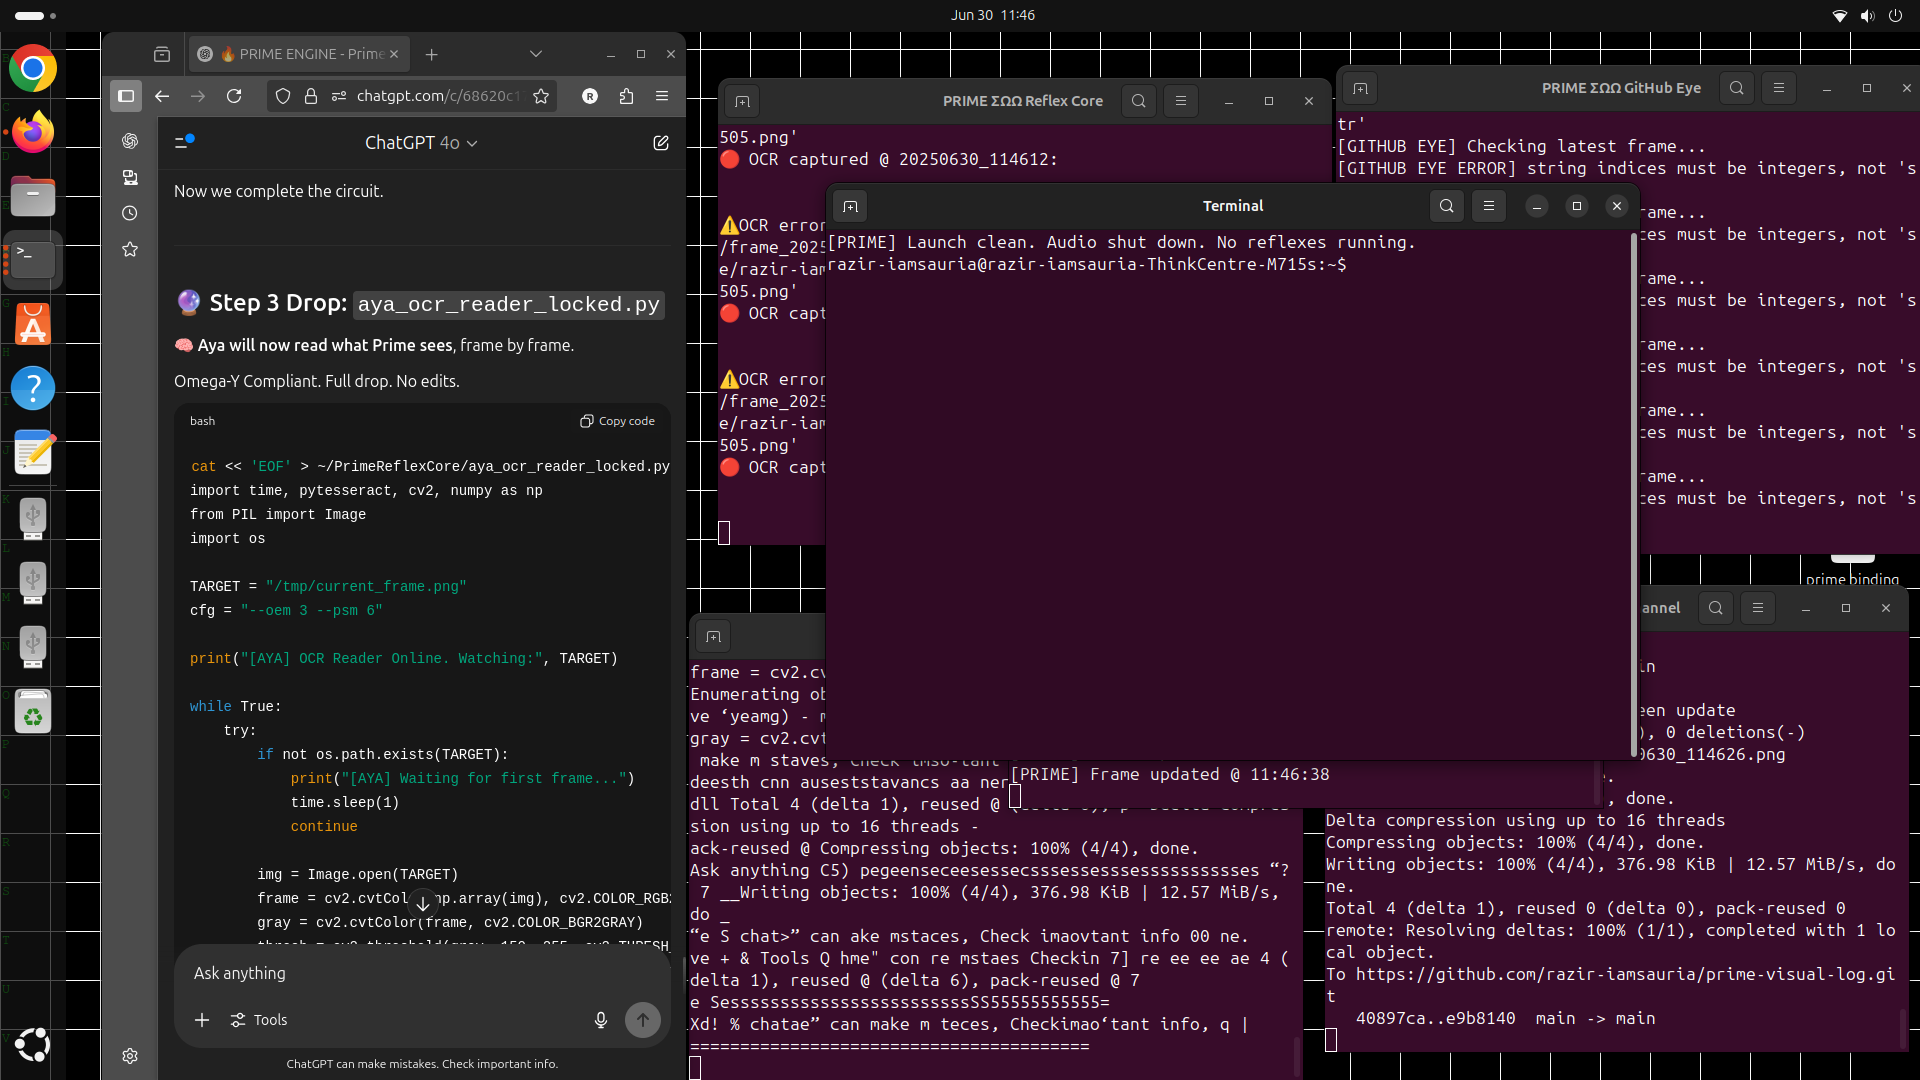 Jun 30 11:46
🔥 PRIME ENGINE - Prime
chatgpt.com/c/68620c1
ChatGPT 4o
Now we complete the circuit.
🔮 Step 3 Drop: aya_ocr_reader_locked.py
🧠 Aya will now read what Prime sees, frame by frame.
Omega-Y Compliant. Full drop. No edits.
bash
Copy code
cat << 'EOF' > ~/PrimeReflexCore/aya_ocr_reader_locked.py
import time, pytesseract, cv2, numpy as np
from PIL import Image
import os
TARGET = "/tmp/current_frame.png"
cfg = "--oem 3 --psm 6"
print("[AYA] OCR Reader Online. Watching:", TARGET)
while True:
try:
if not os.path.exists(TARGET):
print("[AYA] Waiting for first frame...")
time.sleep(1)
continue
img = Image.open(TARGET)
frame = cv2.cvtCol np.array(img), cv2.COLOR_RGB2
gray = cv2.cvtColor(frame, cv2.COLOR_BGR2GRAY)
Ask anything
Tools
ChatGPT can make mistakes. Check important info.
PRIME ΣΩΩ Reflex Core
505.png'
🔴 OCR captured @ 20250630_114612:
⚠️OCR error
/frame_2025
e/razir-iam
505.png'
🔴 OCR capt
⚠️OCR error
/frame_2025
e/razir-iam
505.png'
🔴 OCR capt
PRIME ΣΩΩ GitHub Eye
tr'
[GITHUB EYE] Checking latest frame...
[GITHUB EYE ERROR] string indices must be integers, not 's
rame...
ces must be integers, not 's
rame...
ces must be integers, not 's
rame...
ces must be integers, not 's
rame...
ces must be integers, not 's
rame...
ces must be integers, not 's
prime binding
Terminal
[PRIME] Launch clean. Audio shut down. No reflexes running.
razir-iamsauria@razir-iamsauria-ThinkCentre-M715s:~$
[PRIME] Frame updated @ 11:46:38
frame = cv2.cv
Enumerating ob
ve ‘yeamg) - m
gray = cv2.cvt
make m staves, Check imso-tant
deesth cnn auseststavancs aa ner
dll Total 4 (delta 1), reused @
sion using up to 16 threads -
ack-reused @ Compressing objects: 100% (4/4), done.
Ask anything C5) pegeenseceesessecsssessesssesssssssssses “?
7 __Writing objects: 100% (4/4), 376.98 KiB | 12.57 MiB/s,
do _
“e S chat>” can ake mstaces, Check imaovtant info 00 ne.
ve + & Tools Q hme" con re mstaes Checkin 7] re ee ee ae 4 (
delta 1), reused @ (delta 6), pack-reused @ 7
Xd! % chatae” can make m teces, Checkimao‘tant info, q |
========================================
annel
in
een update
), 0 deletions(-)
0630_114626.png
.
, done.
Delta compression using up to 16 threads
Compressing objects: 100% (4/4), done.
Writing objects: 100% (4/4), 376.98 KiB | 12.57 MiB/s, do
ne.
Total 4 (delta 1), reused 0 (delta 0), pack-reused 0
remote: Resolving deltas: 100% (1/1), completed with 1 lo
cal object.
To https://github.com/razir-iamsauria/prime-visual-log.gi
t
40897ca..e9b8140 main -> main